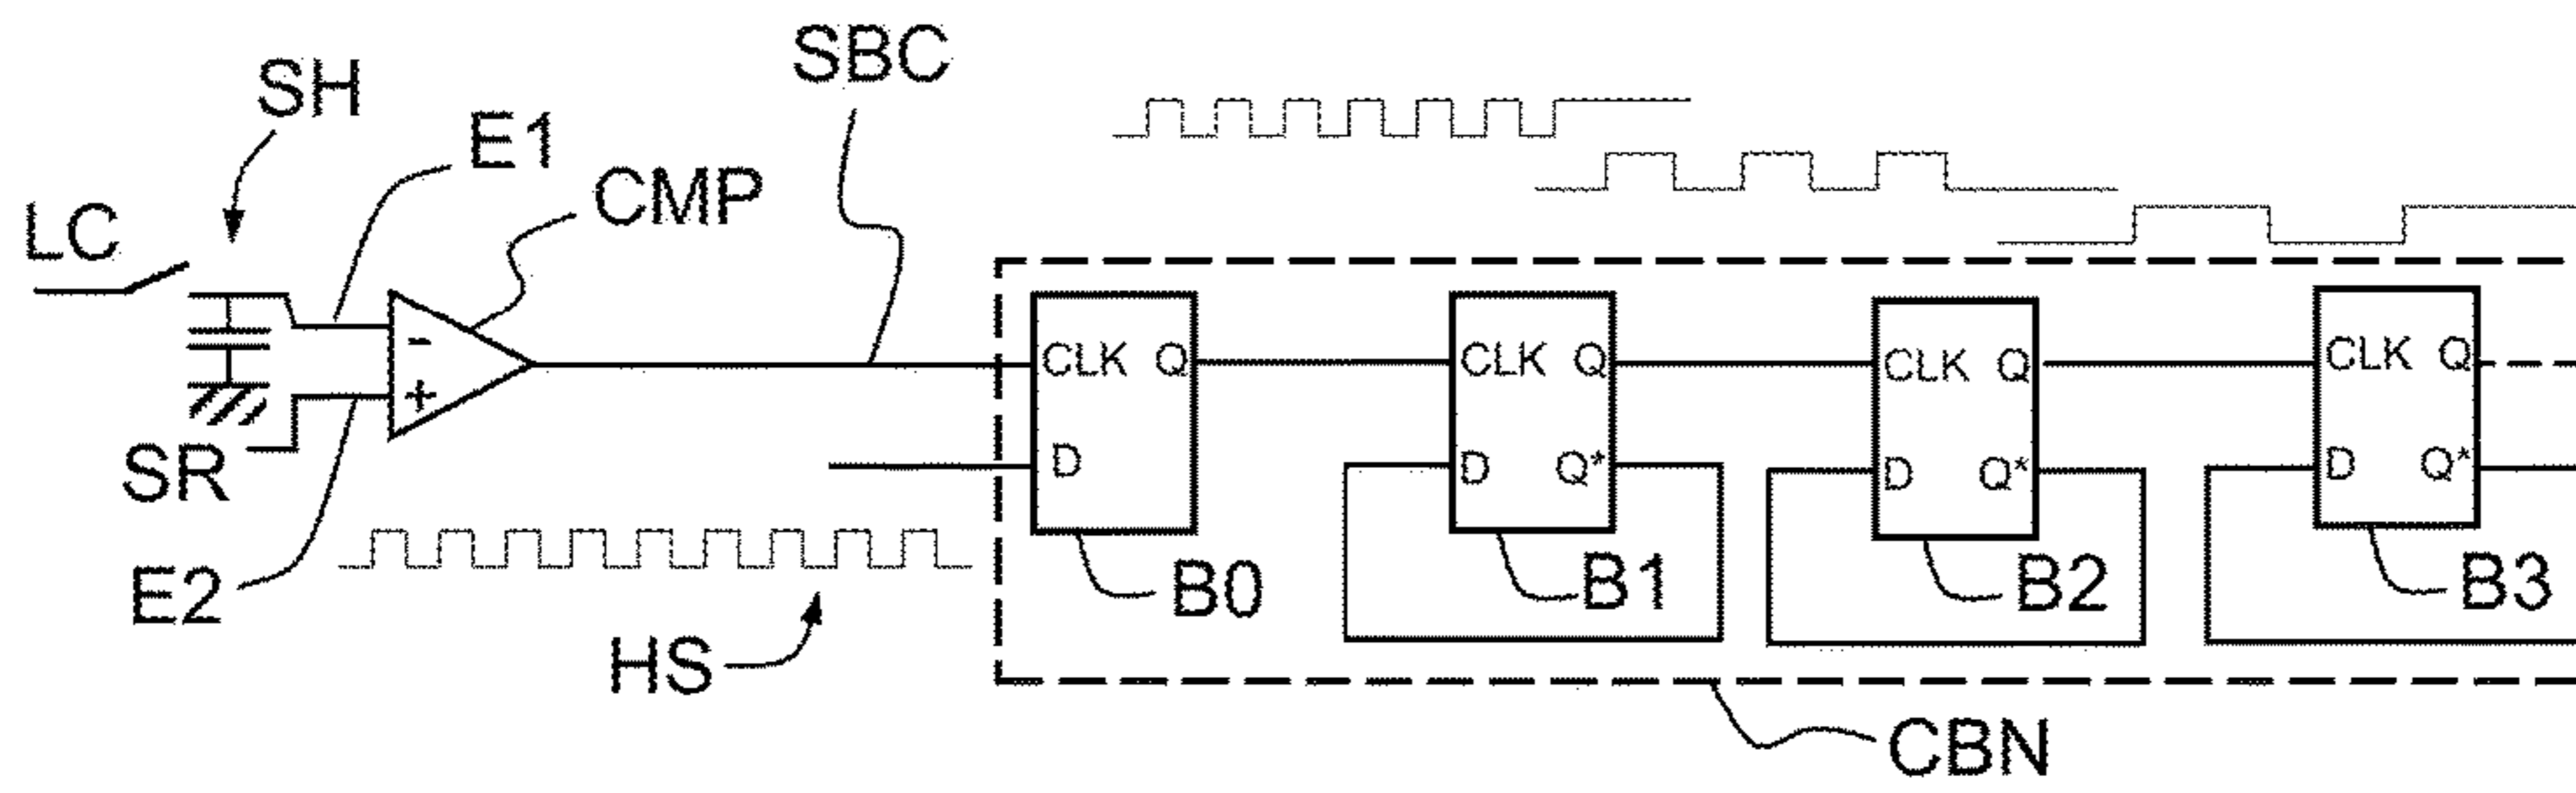 SBC
SH
E1
CMP
LC
- 
+
SR
E2
HS
CLK Q
D
B0
CLK Q
D Q*
B1
CLK Q
D Q*
B2
CLK Q
D Q*
B3
CBN